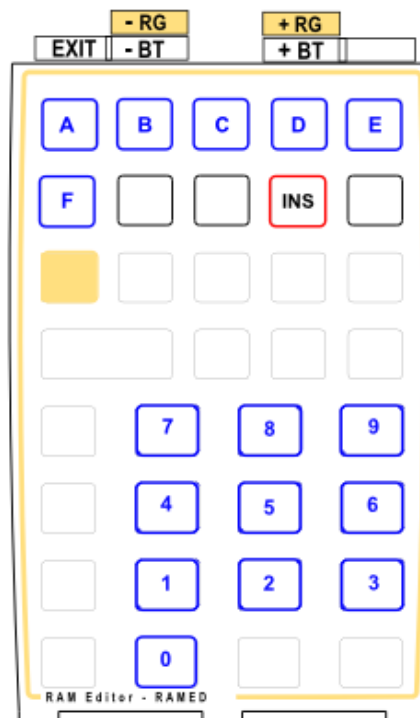 - RG + RG
EXIT - BT + BT
A B C D E
F INS
7 8 9
4 5 6
1 2 3
0
RAM Editor - RAMED